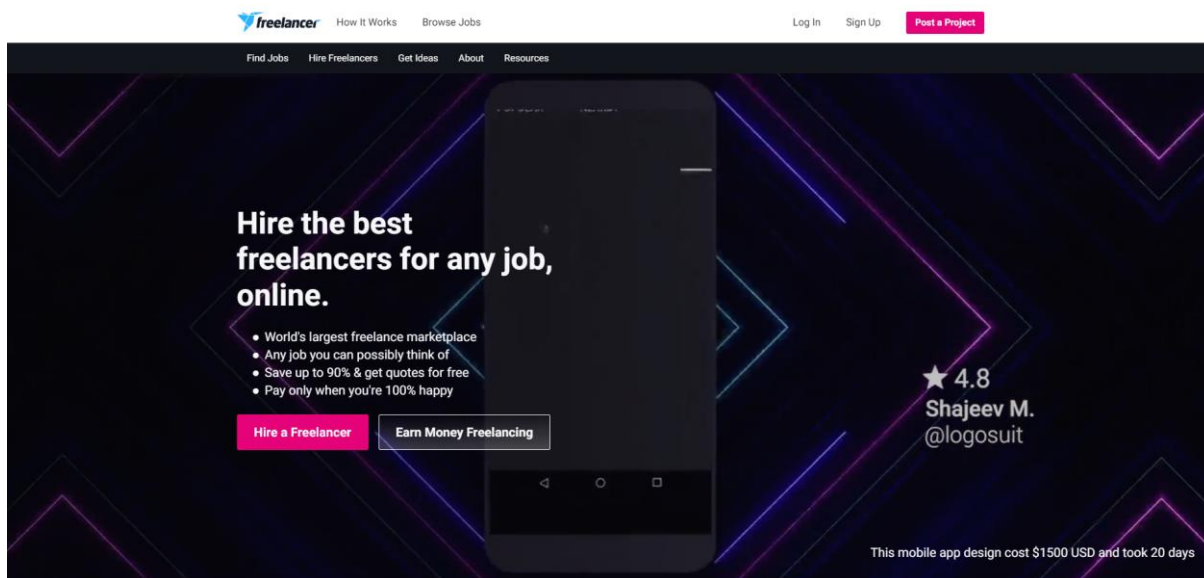 freelancer How It Works Browse Jobs Log In Sign Up Post a Project
Find Jobs Hire Freelancers Get Ideas About Resources
Hire the best
freelancers for any job,
online.
● World's largest freelance marketplace
● Any job you can possibly think of
● Save up to 90% & get quotes for free
● Pay only when you're 100% happy
Hire a Freelancer Earn Money Freelancing
★ 4.8
Shajeev M.
@logosuit
This mobile app design cost $1500 USD and took 20 days